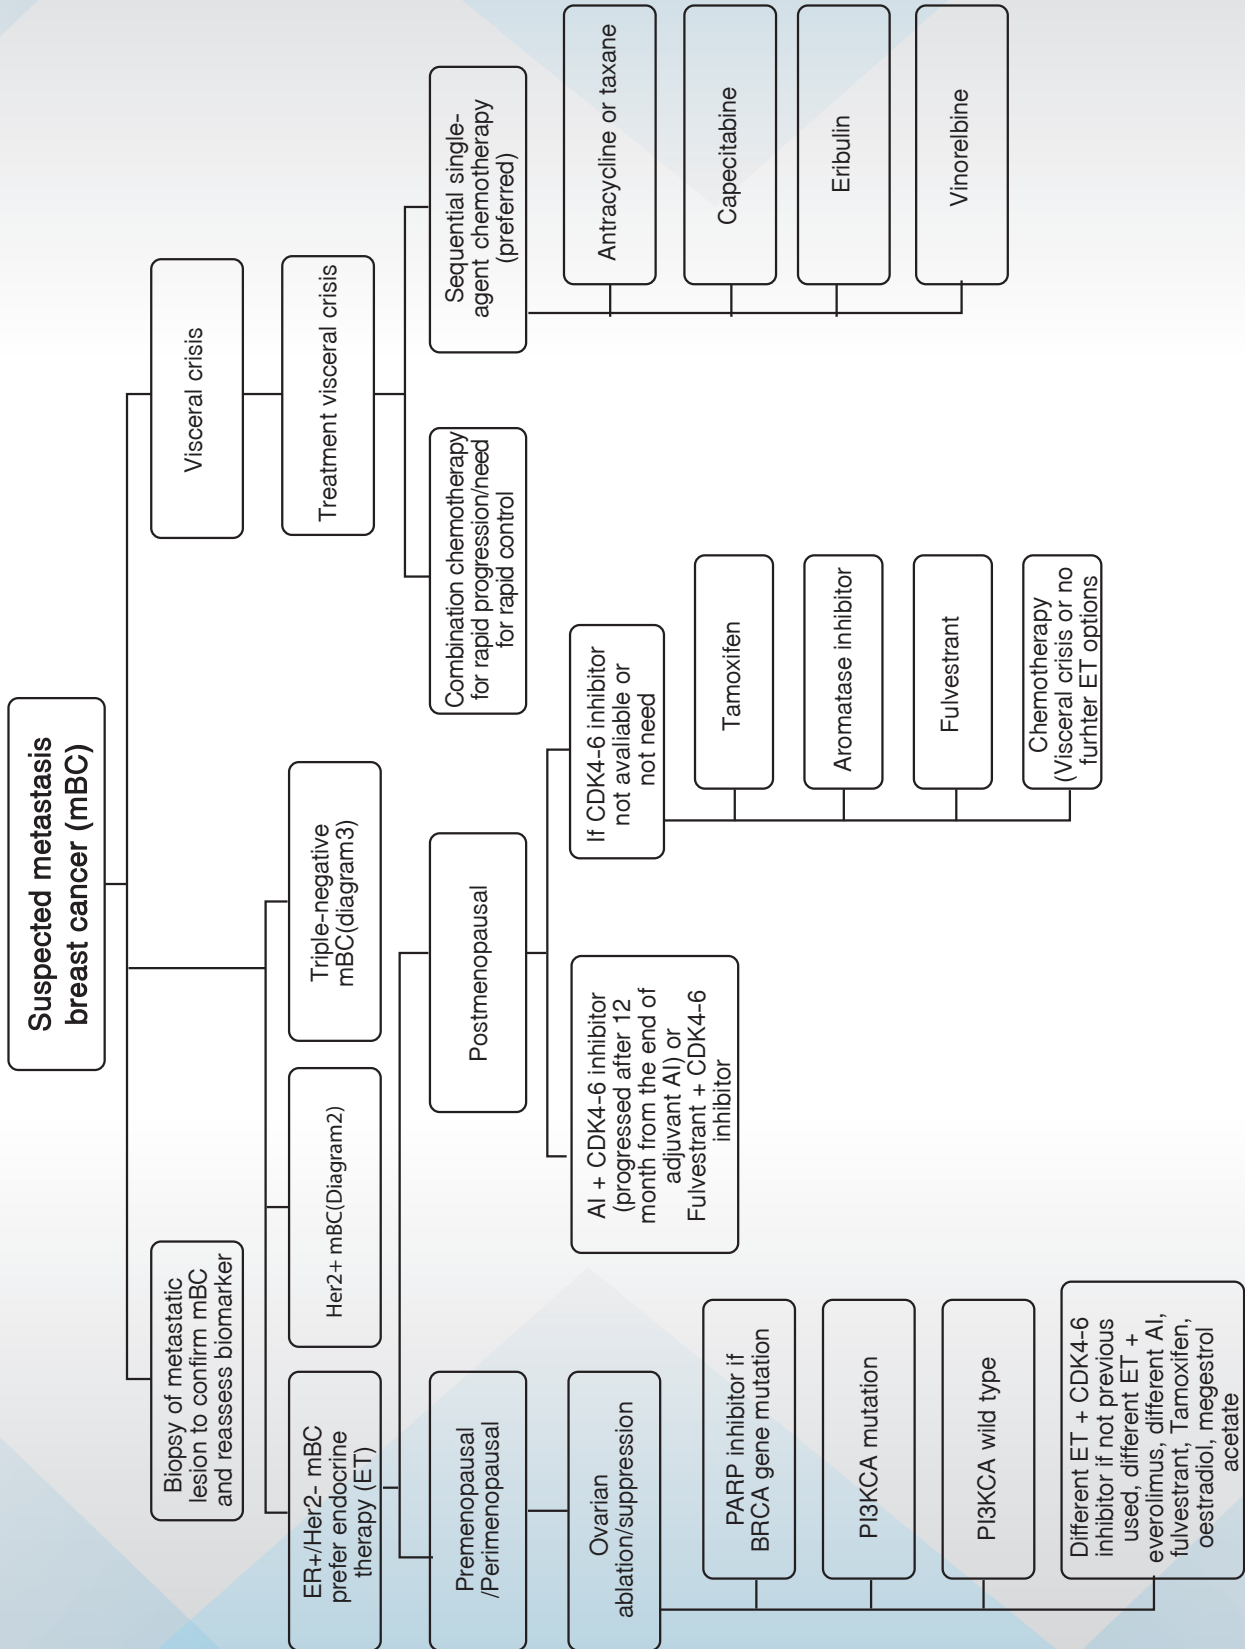 Suspected metastasis
breast cancer (mBC)
Biopsy of metastatic
lesion to confirm mBC
and reassess biomarker
Visceral crisis
ER+/Her2- mBC
prefer endocrine
therapy (ET)
Her2+ mBC(Diagram2)
Triple-negative
mBC(diagram3)
Treatment visceral crisis
Premenopausal
/Perimenopausal
Postmenopausal
Combination chemotherapy
for rapid progression/need
for rapid control
Sequential single-
agent chemotherapy
(preferred)
Ovarian
ablation/suppression
AI + CDK4-6 inhibitor
(progressed after 12
month from the end of
adjuvant AI) or
Fulvestrant + CDK4-6
inhibitor
If CDK4-6 inhibitor
not avaliable or
not need
Antracycline or taxane
Capecitabine
Eribulin
Vinorelbine
PARP inhibitor if
BRCA gene mutation
PI3KCA mutation
PI3KCA wild type
Different ET + CDK4-6
inhibitor if not previous
used, different ET +
everolimus, different AI,
fulvestrant, Tamoxifen,
oestradiol, megestrol
acetate
Tamoxifen
Aromatase inhibitor
Fulvestrant
Chemotherapy
(Visceral crisis or no
furhter ET options